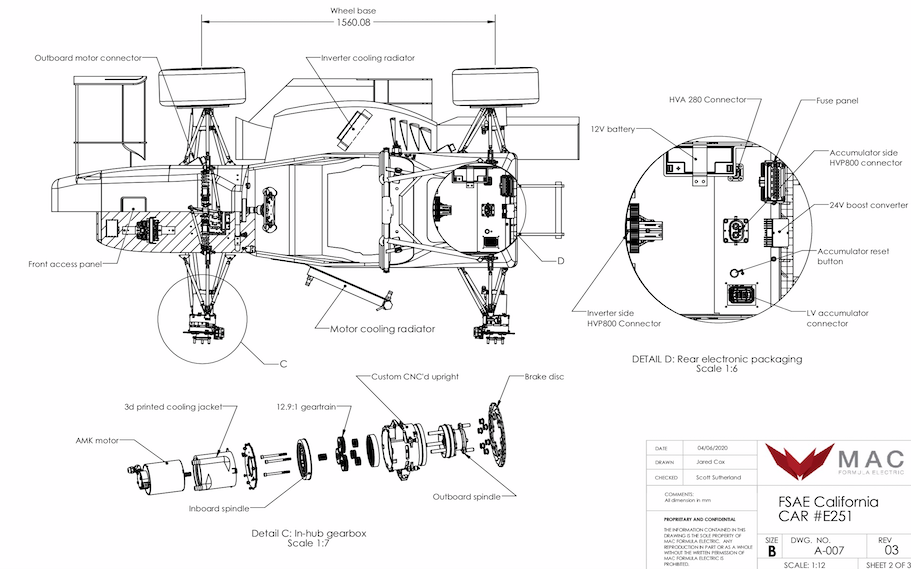 Wheel base
1560.08
Outboard motor connector
Inverter cooling radiator
HVA 280 Connector
Fuse panel
12V battery
Accumulator side
HVP800 connector
24V boost converter
Accumulator reset
button
LV accumulator
connector
Inverter side
HVP800 Connector
Front access panel
D
Motor cooling radiator
C
DETAIL D: Rear electronic packaging
Scale 1:6
Custom CNC'd upright
Brake disc
3d printed cooling jacket
12.9:1 geartrain
AMK motor
Inboard spindle
Outboard spindle
Detail C: In-hub gearbox
Scale 1:7
DATE 04/06/2020
DRAWN Jared Cox
CHECKED Scott Sutherland
COMMENTS:
All dimension in mm
PROPRIETARY AND CONFIDENTIAL
THE INFORMATION CONTAINED IN THIS
DRAWING IS THE SOLE PROPERTY OF
MAC FORMULA ELECTRIC. ANY
REPRODUCTION IN PART OR AS A WHOLE
WITHOUT THE WRITTEN PERMISSION OF
MAC FORMULA ELECTRIC IS
PROHIBITED.
MAC
FORMULA ELECTRIC
FSAE California
CAR #E251
SIZE DWG. NO. REV
B A-007 03
SCALE: 1:12 SHEET 2 OF 3